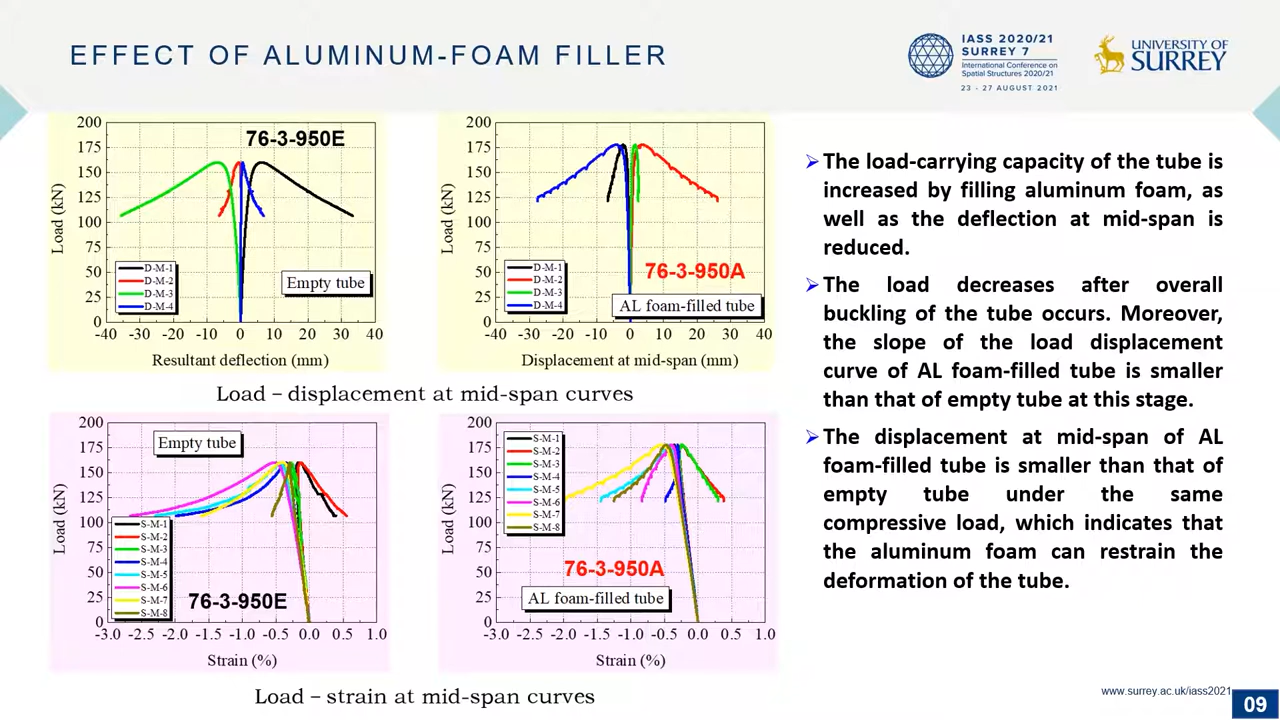 EFFECT OF ALUMINUM-FOAM FILLER
IASS 2020/21
SURREY 7
International Conference on
Spatial Structures 2020/21
23 - 27 AUGUST 2021
UNIVERSITY OF
SURREY
200
175
150
125
100
75
50
25
0
Load (kN)
76-3-950E
D-M-1
D-M-2
D-M-3
D-M-4
Empty tube
-40 -30 -20 -10 0 10 20 30 40
Resultant deflection (mm)
200
175
150
125
100
75
50
25
0
Load (kN)
76-3-950A
D-M-1
D-M-2
D-M-3
D-M-4
AL foam-filled tube
-40 -30 -20 -10 0 10 20 30 40
Displacement at mid-span (mm)
Load – displacement at mid-span curves
200
175
150
125
100
75
50
25
0
Load (kN)
Empty tube
S-M-1
S-M-2
S-M-3
S-M-4
S-M-5
S-M-6
S-M-7
S-M-8
76-3-950E
-3.0 -2.5 -2.0 -1.5 -1.0 -0.5 0.0 0.5 1.0
Strain (%)
200
175
150
125
100
75
50
25
0
Load (kN)
S-M-1
S-M-2
S-M-3
S-M-4
S-M-5
S-M-6
S-M-7
S-M-8
76-3-950A
AL foam-filled tube
-3.0 -2.5 -2.0 -1.5 -1.0 -0.5 0.0 0.5 1.0
Strain (%)
Load – strain at mid-span curves
The load-carrying capacity of the tube is
increased by filling aluminum foam, as
well as the deflection at mid-span is
reduced.
The load decreases after overall
buckling of the tube occurs. Moreover,
the slope of the load displacement
curve of AL foam-filled tube is smaller
than that of empty tube at this stage.
The displacement at mid-span of AL
foam-filled tube is smaller than that of
empty tube under the same
compressive load, which indicates that
the aluminum foam can restrain the
deformation of the tube.
www.surrey.ac.uk/iass2021
09